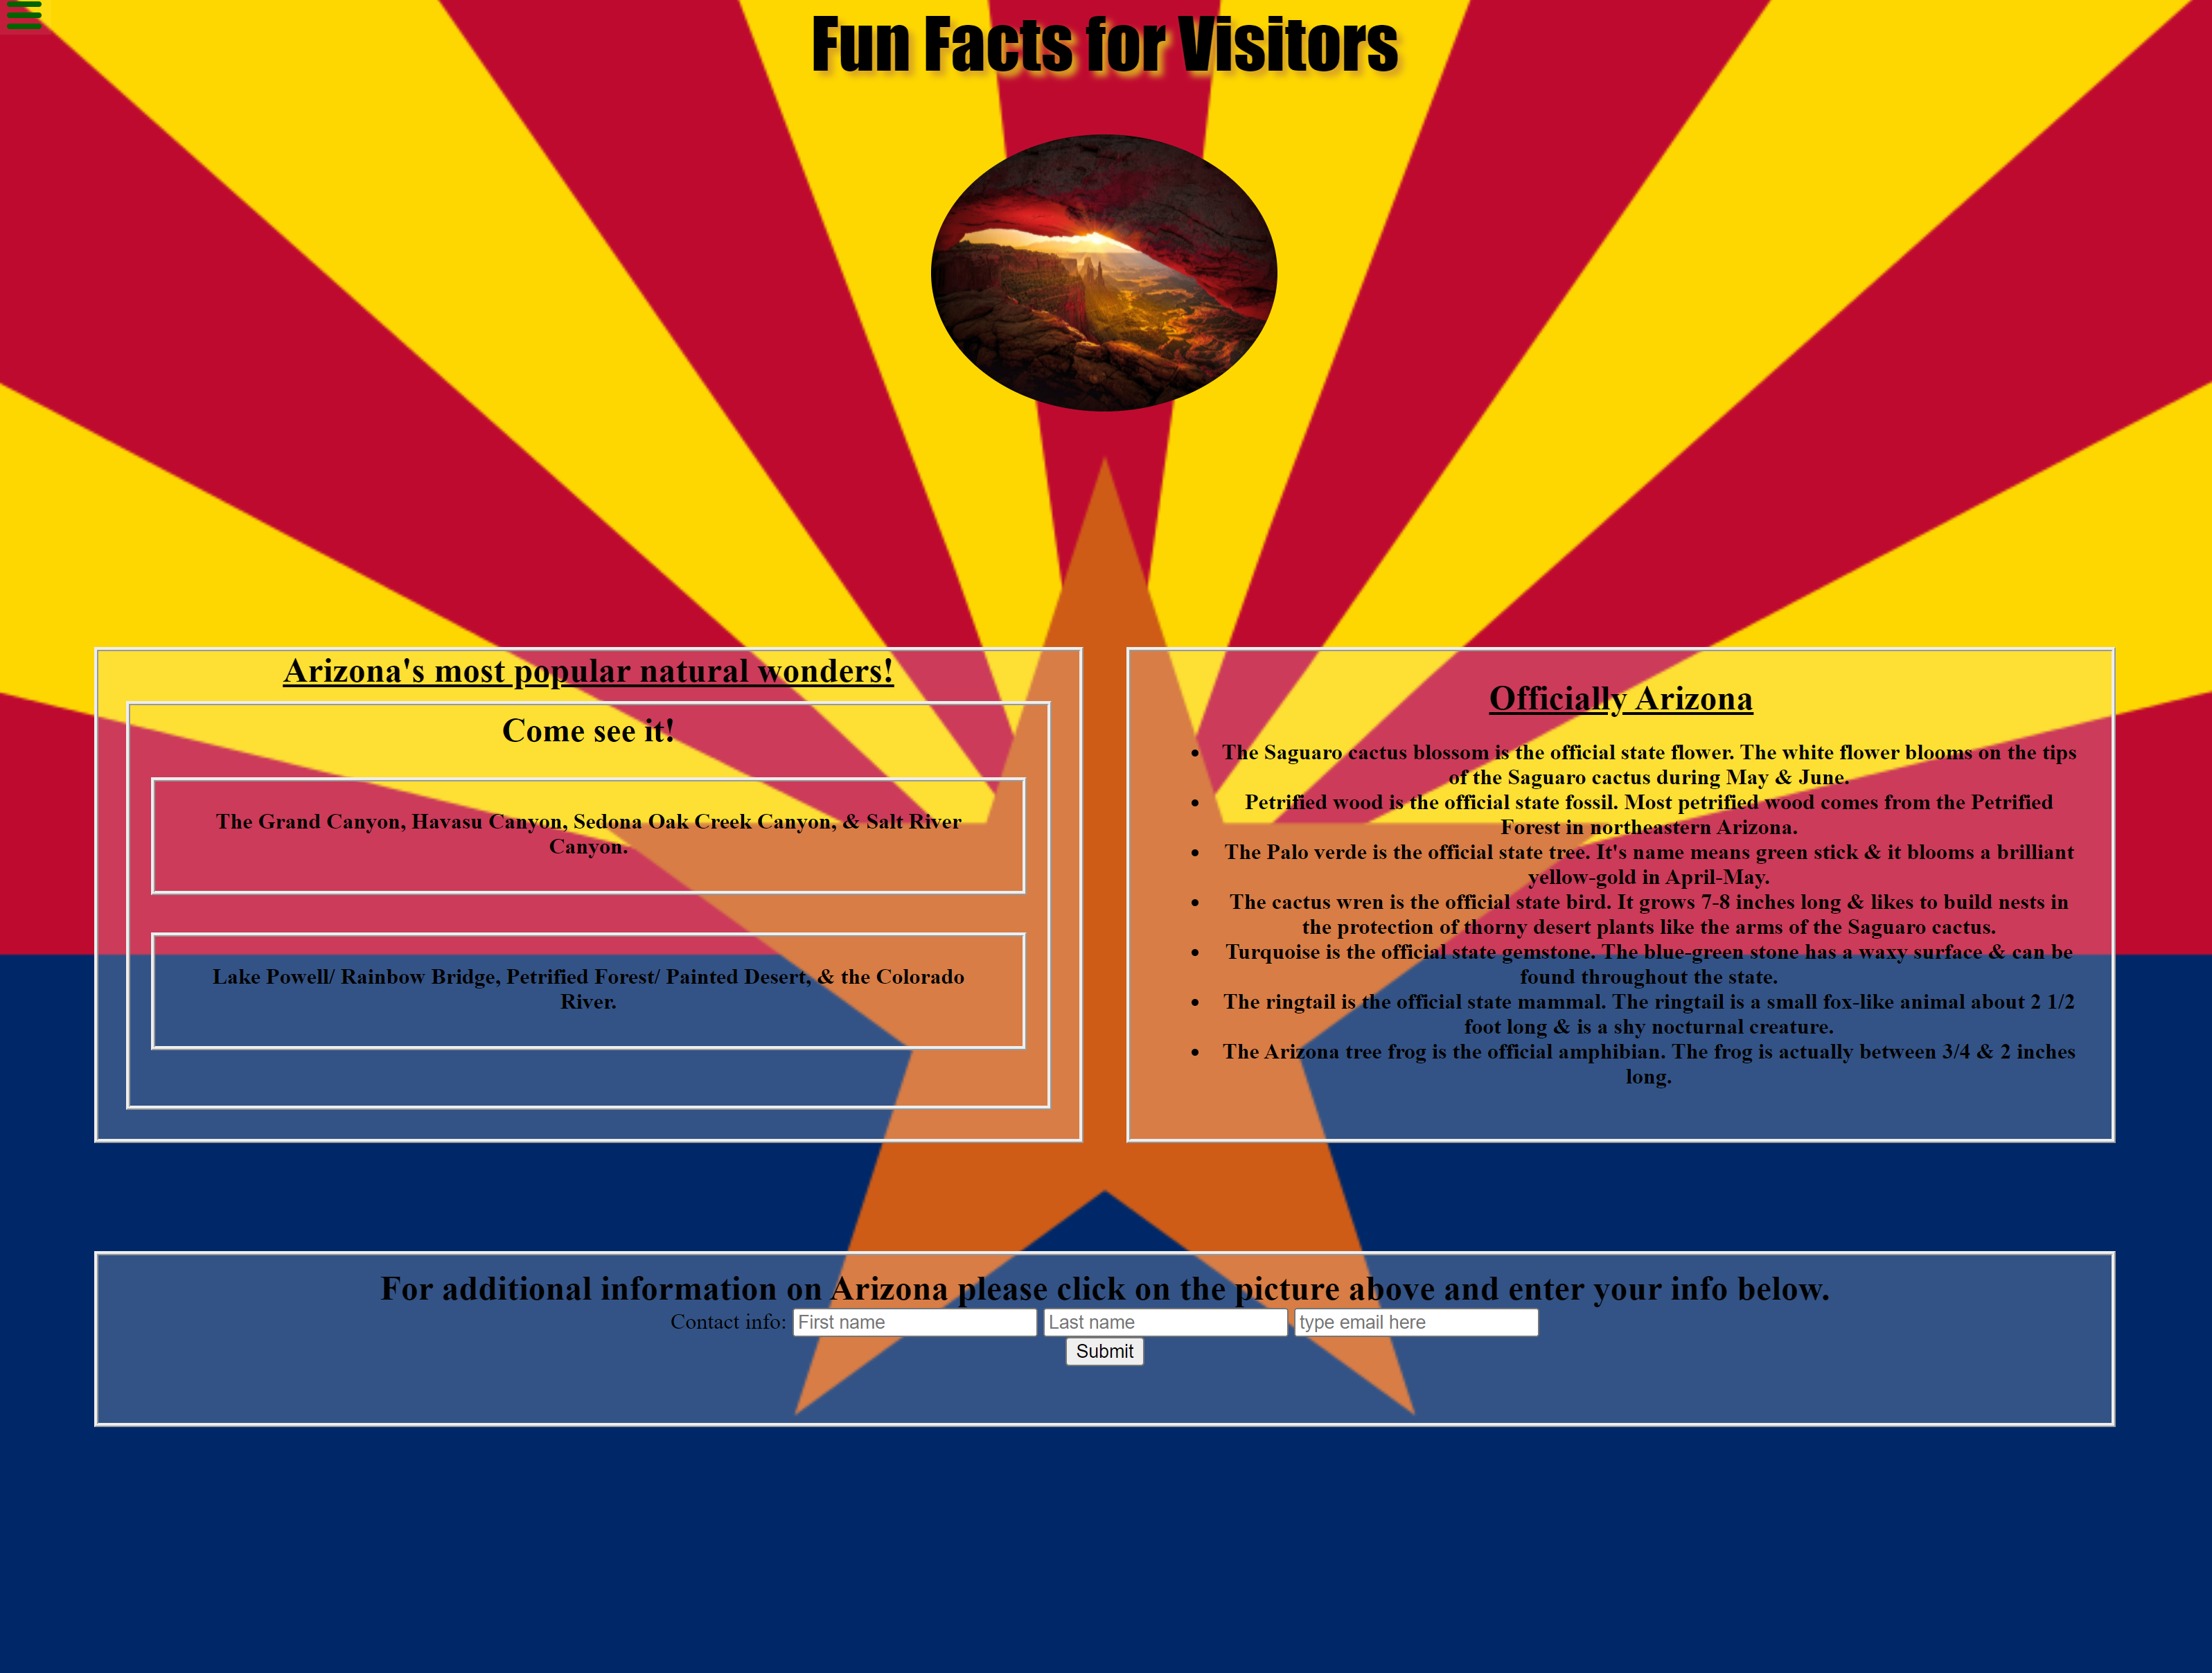 Fun Facts for Visitors
Arizona's most popular natural wonders!
Come see it!
The Grand Canyon, Havasu Canyon, Sedona Oak Creek Canyon, & Salt River
Canyon.
Lake Powell/ Rainbow Bridge, Petrified Forest/ Painted Desert, & the Colorado
River.
Officially Arizona
• The Saguaro cactus blossom is the official state flower. The white flower blooms on the tips
of the Saguaro cactus during May & June.
• Petrified wood is the official state fossil. Most petrified wood comes from the Petrified
Forest in northeastern Arizona.
• The Palo verde is the official state tree. It's name means green stick & it blooms a brilliant
yellow-gold in April-May.
• The cactus wren is the official state bird. It grows 7-8 inches long & likes to build nests in
the protection of thorny desert plants like the arms of the Saguaro cactus.
• Turquoise is the official state gemstone. The blue-green stone has a waxy surface & can be
found throughout the state.
• The ringtail is the official state mammal. The ringtail is a small fox-like animal about 2 1/2
foot long & is a shy nocturnal creature.
• The Arizona tree frog is the official amphibian. The frog is actually between 3/4 & 2 inches
long.
For additional information on Arizona please click on the picture above and enter your info below.
Contact info: First name Last name type email here
Submit